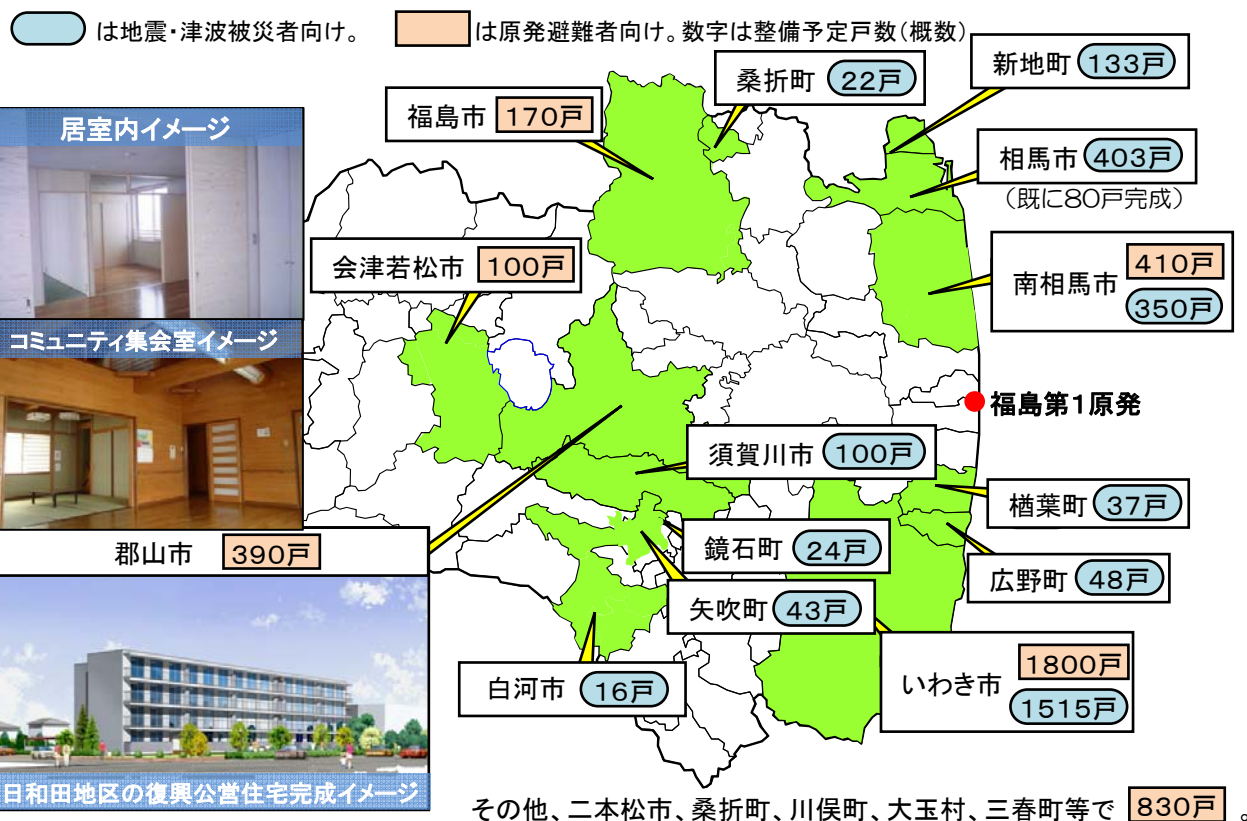 は地震・津波被災者向け。 は原発避難者向け。数字は整備予定戸数(概数)
新地町 133戸
桑折町 22戸
福島市 170戸
居室内イメージ
相馬市 403戸
(既に80戸完成)
会津若松市 100戸
南相馬市 410戸
350戸
コミュニティ集会室イメージ
福島第1原発
須賀川市 100戸
楢葉町 37戸
郡山市 390戸
鏡石町 24戸
広野町 48戸
矢吹町 43戸
白河市 16戸
いわき市 1800戸
1515戸
日和田地区の復興公営住宅完成イメージ
その他、二本松市、桑折町、川俣町、大玉村、三春町等で 830戸 。